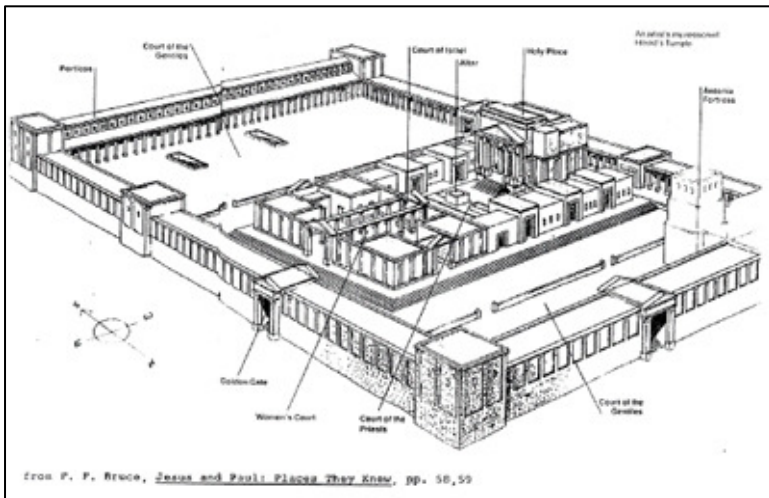 An artist's impression of
Herod's Temple
Court of the
Gentiles
Porticos
Court of Israel
Altar
Holy Place
Antonia
Fortress
Golden Gate
Women's Court
Court of the
Priests
Court of the
Gentiles
from F. F. Bruce, Jesus and Paul: Places They Knew, pp. 58,59